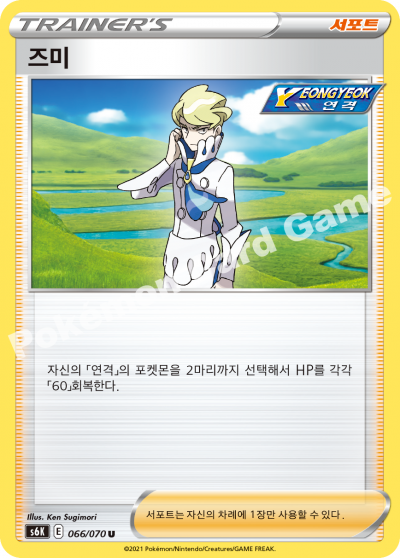 TRAINER'S 서포트
즈미
YEONGYEOK
연격
Pokémon Card Game
자신의 「연격」의 포켓몬을 2마리까지 선택해서 HP를 각각
「60」회복한다.
Illus. Ken Sugimori
s6K E 066/070 U
서포트는 자신의 차례에 1장만 사용할 수 있다.
©2021 Pokémon/Nintendo/Creatures/GAME FREAK.